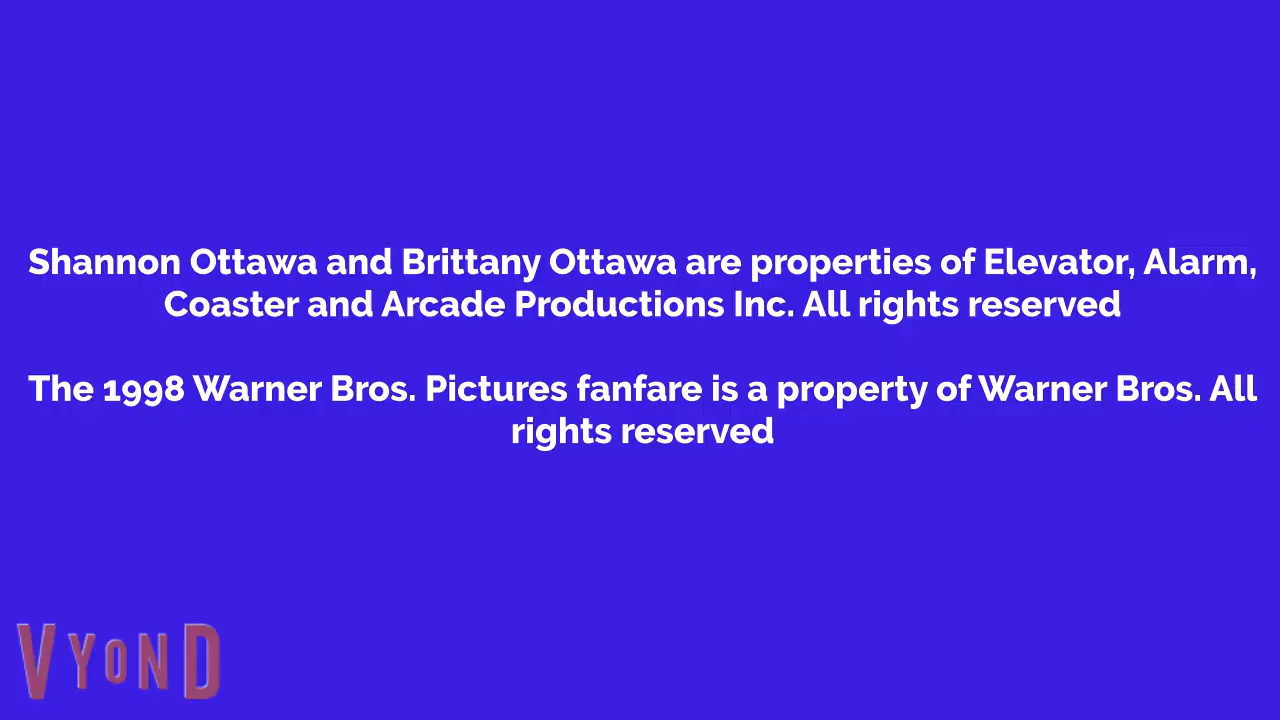 Shannon Ottawa and Brittany Ottawa are properties of Elevator, Alarm,
Coaster and Arcade Productions Inc. All rights reserved
The 1998 Warner Bros. Pictures fanfare is a property of Warner Bros. All
rights reserved
VYOND